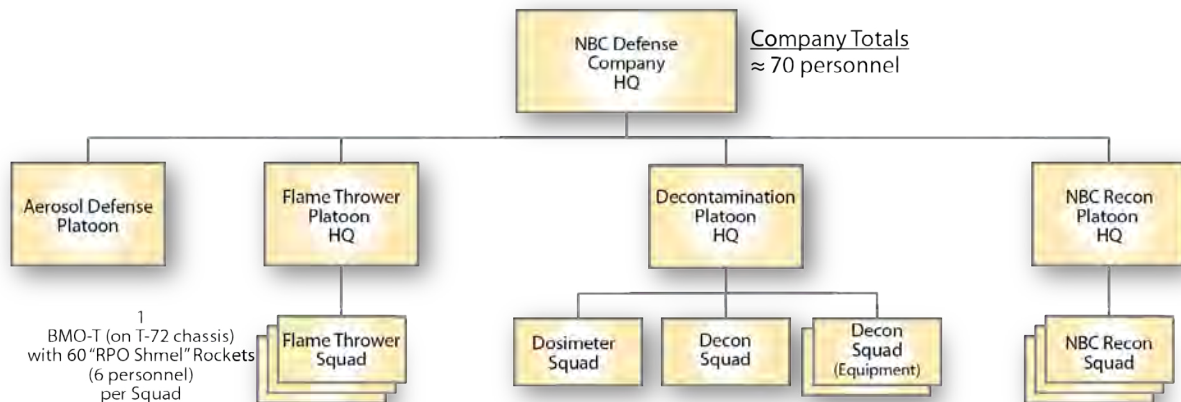 NBC Defense
Company
HQ
Company Totals
≈ 70 personnel
Aerosol Defense
Platoon
Flame Thrower
Platoon
HQ
Decontamination
Platoon
HQ
NBC Recon
Platoon
HQ
1
BMO-T (on T-72 chassis)
with 60 “RPO Shmel” Rockets
(6 personnel)
per Squad
Flame Thrower
Squad
Dosimeter
Squad
Decon
Squad
Decon
Squad
(Equipment)
NBC Recon
Squad